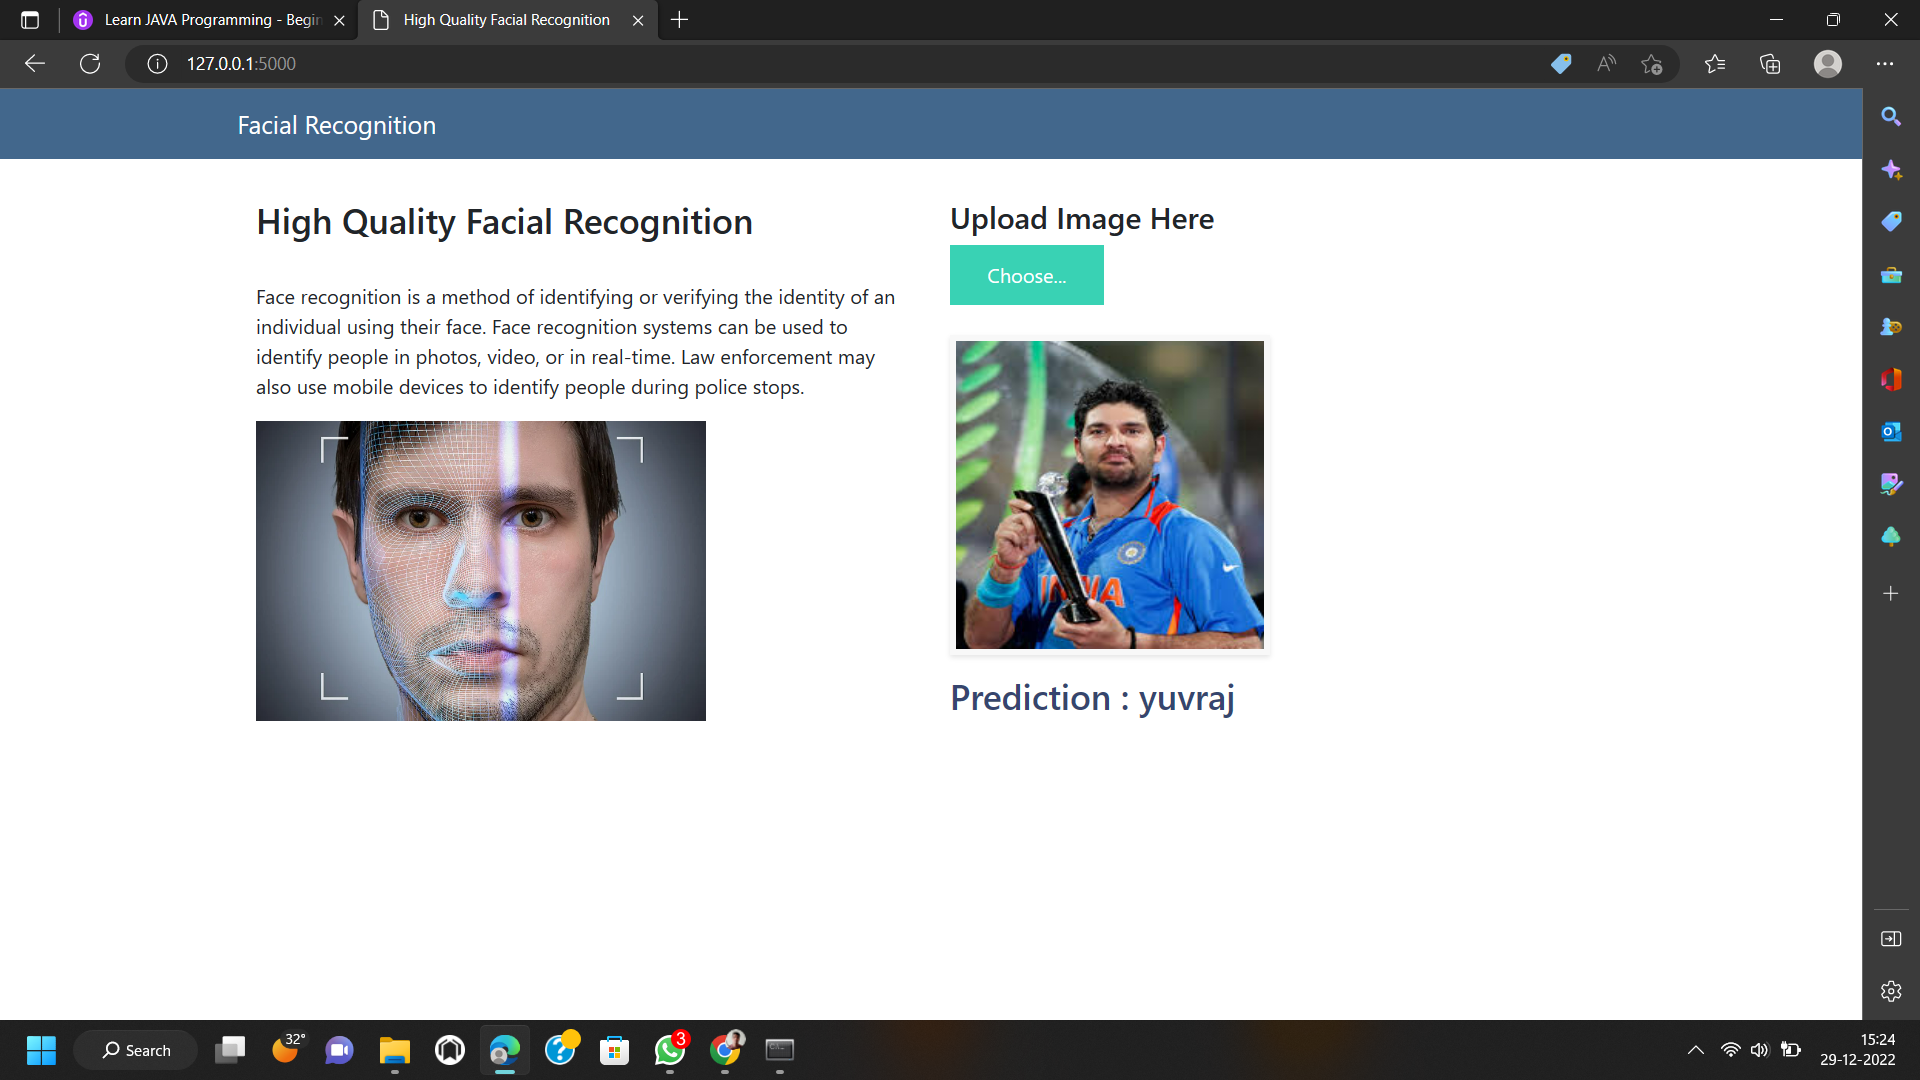 Learn JAVA Programming - Begin
High Quality Facial Recognition
127.0.0.1:5000
Facial Recognition
High Quality Facial Recognition
Face recognition is a method of identifying or verifying the identity of an
individual using their face. Face recognition systems can be used to
identify people in photos, video, or in real-time. Law enforcement may
also use mobile devices to identify people during police stops.
Upload Image Here
Choose...
INDIA
Prediction : yuvraj
32°
Search
3
15:24
29-12-2022